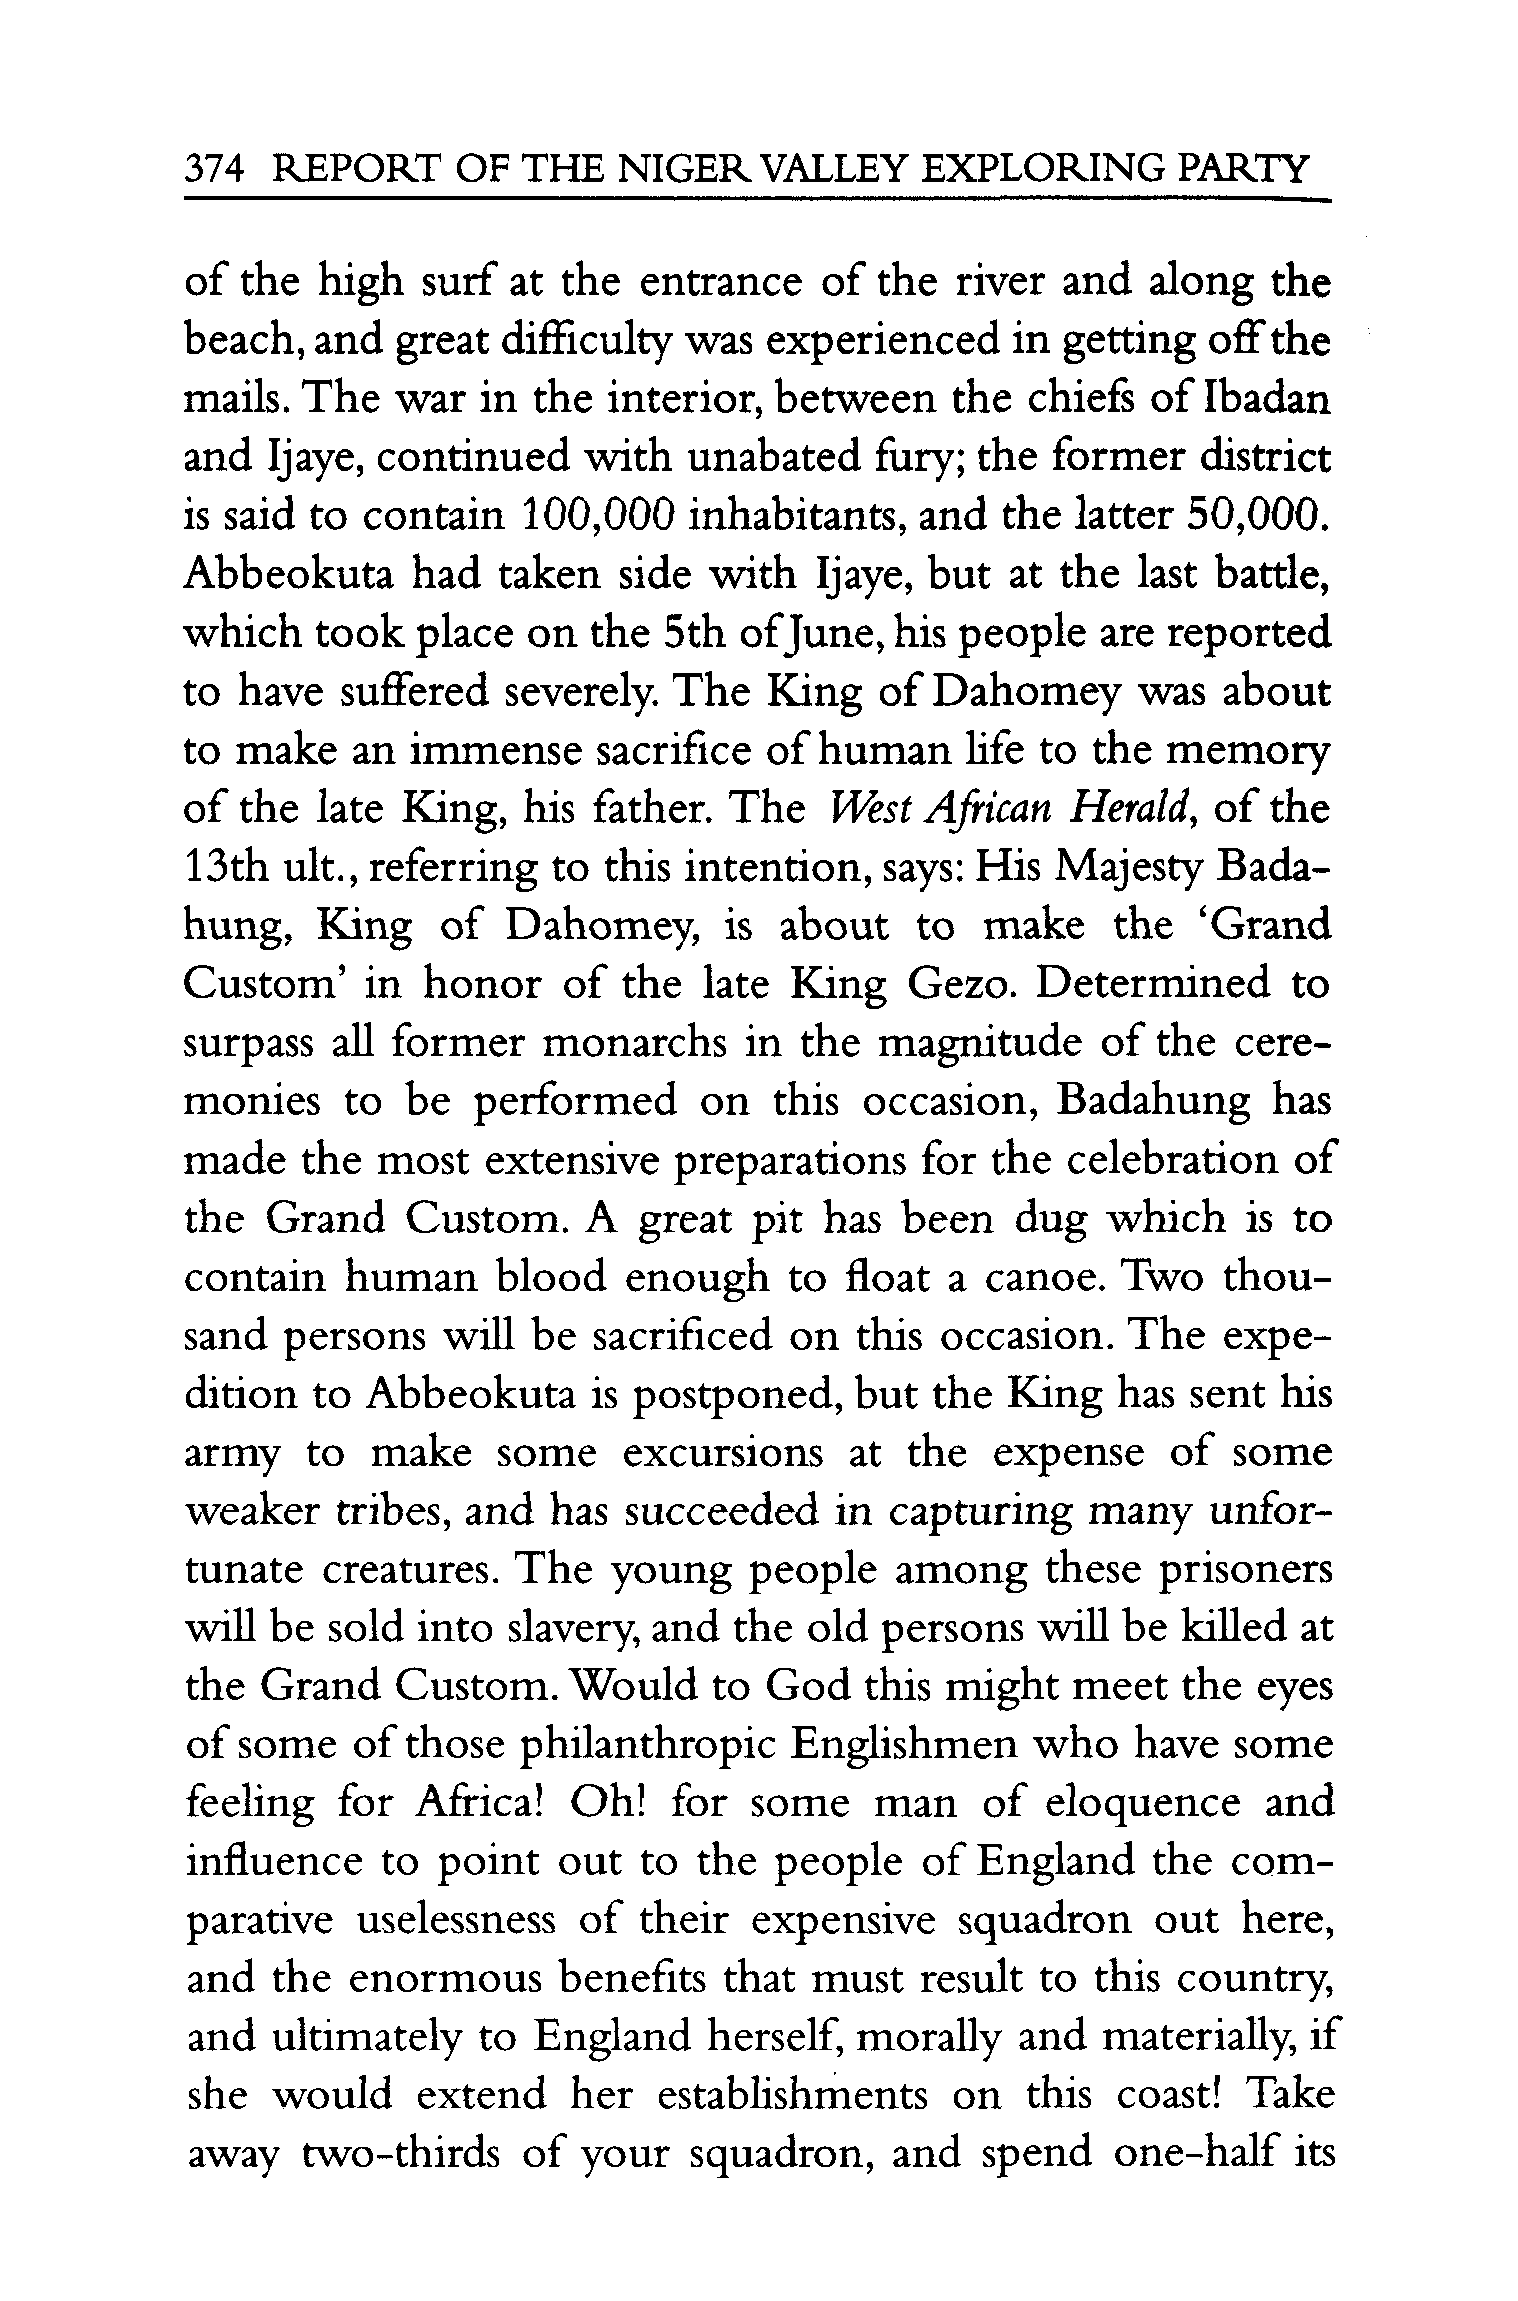 374 REPORT OF THE NIGER VALLEY EXPLORING PARTY
of the high surf at the entrance of the river and along the
beach, and great difficulty was experienced in getting off the
mails. The war in the interior, between the chiefs of Ibadan
and Ijaye, continued with unabated fury; the former district
is said to contain 100,000 inhabitants, and the latter 50,000.
Abbeokuta had taken side with Ijaye, but at the last battle,
which took place on the 5th of June, his people are reported
to have suffered severely. The King of Dahomey was about
to make an immense sacrifice of human life to the memory
of the late King, his father. The West African Herald, of the
13th ult., referring to this intention, says: His Majesty Bada-
hung, King of Dahomey, is about to make the ‘Grand
Custom’ in honor of the late King Gezo. Determined to
surpass all former monarchs in the magnitude of the cere-
monies to be performed on this occasion, Badahung has
made the most extensive preparations for the celebration of
the Grand Custom. A great pit has been dug which is to
contain human blood enough to float a canoe. Two thou-
sand persons will be sacrificed on this occasion. The expe-
dition to Abbeokuta is postponed, but the King has sent his
army to make some excursions at the expense of some
weaker tribes, and has succeeded in capturing many unfor-
tunate creatures. The young people among these prisoners
will be sold into slavery, and the old persons will be killed at
the Grand Custom. Would to God this might meet the eyes
of some of those philanthropic Englishmen who have some
feeling for Africa! Oh! for some man of eloquence and
influence to point out to the people of England the com-
parative uselessness of their expensive squadron out here,
and the enormous benefits that must result to this country,
and ultimately to England herself, morally and materially, if
she would extend her establishments on this coast! Take
away two-thirds of your squadron, and spend one-half its